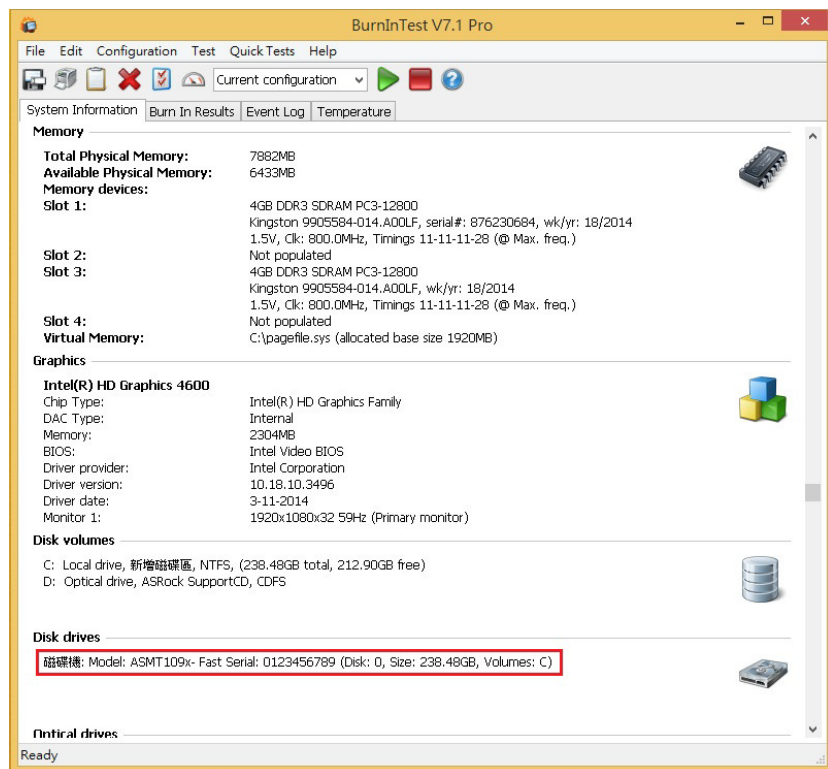 BurnInTest V7.1 Pro
File Edit Configuration Test Quick Tests Help
Current configuration
System Information Burn In Results Event Log Temperature
Memory
Total Physical Memory: 7882MB
Available Physical Memory: 6433MB
Memory devices:
Slot 1: 4GB DDR3 SDRAM PC3-12800
Kingston 9905584-014.A00LF, serial#: 876230684, wk/yr: 18/2014
1.5V, Clk: 800.0MHz, Timings 11-11-11-28 (@ Max. freq.)
Slot 2: Not populated
Slot 3: 4GB DDR3 SDRAM PC3-12800
Kingston 9905584-014.A00LF, wk/yr: 18/2014
1.5V, Clk: 800.0MHz, Timings 11-11-11-28 (@ Max. freq.)
Slot 4: Not populated
Virtual Memory: C:\pagefile.sys (allocated base size 1920MB)
Graphics
Intel(R) HD Graphics 4600
Chip Type: Intel(R) HD Graphics Family
DAC Type: Internal
Memory: 2304MB
BIOS: Intel Video BIOS
Driver provider: Intel Corporation
Driver version: 10.18.10.3496
Driver date: 3-11-2014
Monitor 1: 1920x1080x32 59Hz (Primary monitor)
Disk volumes
C: Local drive, 新增磁碟區, NTFS, (238.48GB total, 212.90GB free)
D: Optical drive, ASRock SupportCD, CDFS
Disk drives
磁碟機: Model: ASMT109x- Fast Serial: 0123456789 (Disk: 0, Size: 238.48GB, Volumes: C)
Optical drives
Ready